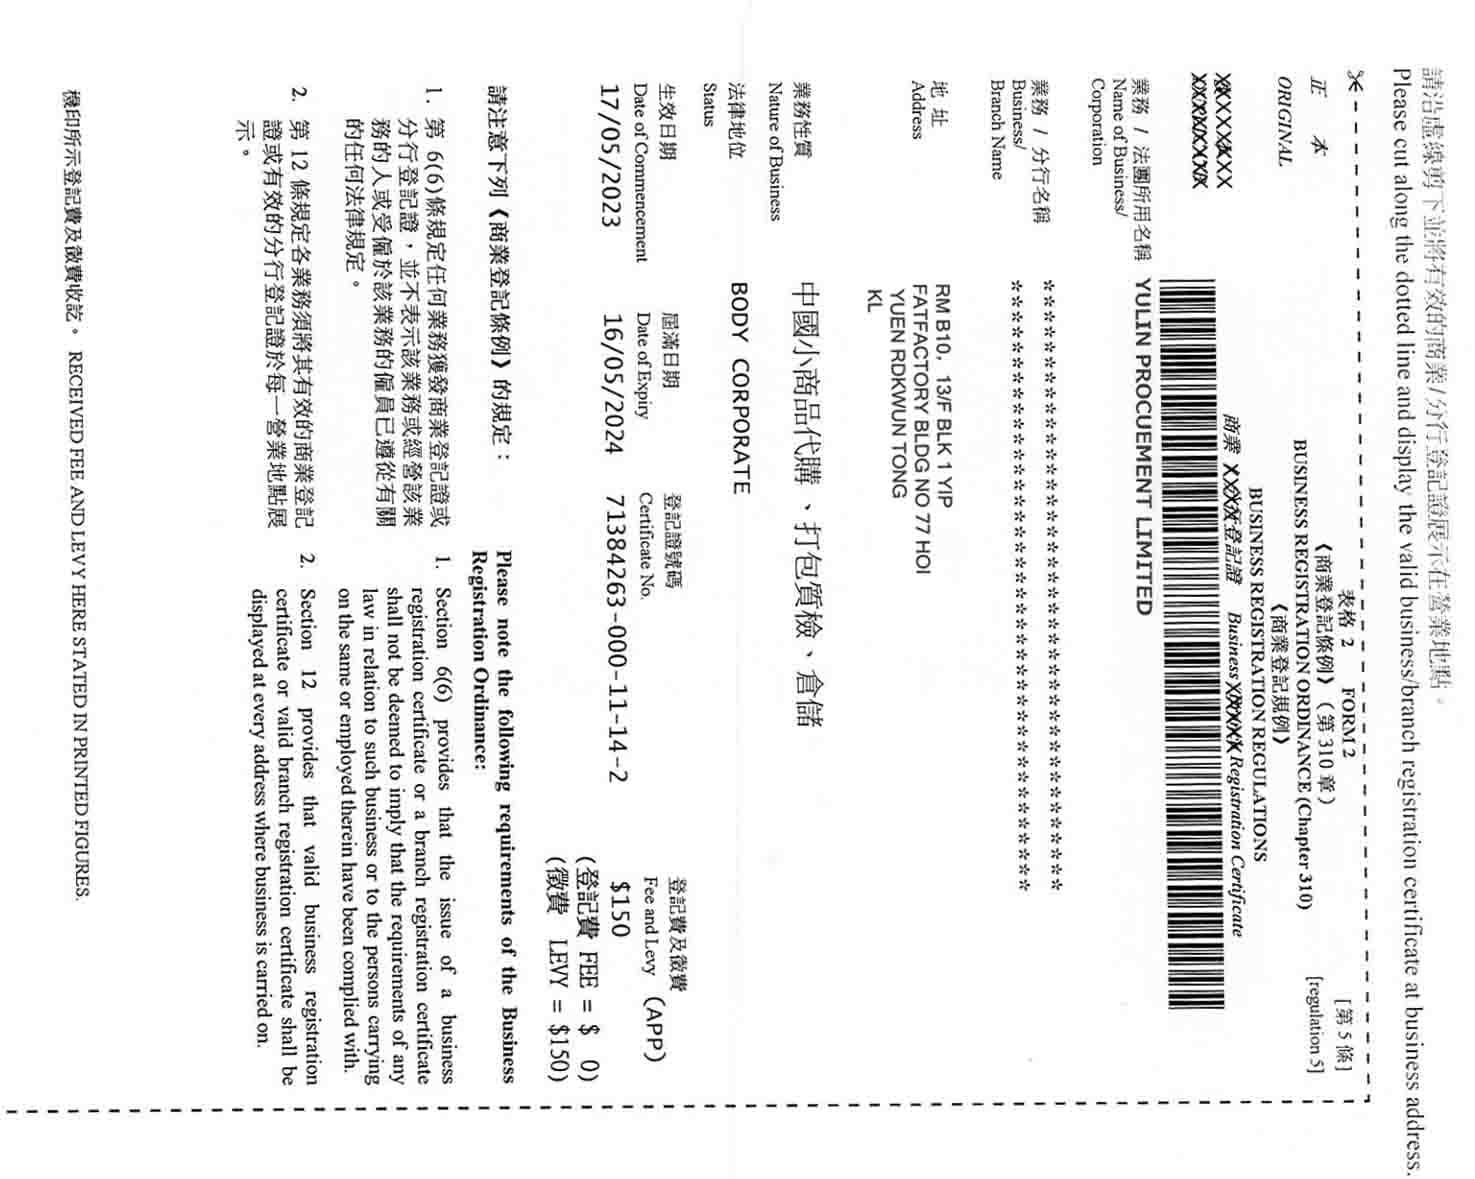 請沿虛線剪下並將有效的商業/分行登記證展示在營業地點。
Please cut along the dotted line and display the valid business/branch registration certificate at business address.
表格 2 FORM 2
[第 5 條]
正 本
《商業登記條例》（第 310 章）
[regulation 5]
ORIGINAL
BUSINESS REGISTRATION ORDINANCE (Chapter 310)
《商業登記規例》
BUSINESS REGISTRATION REGULATIONS
商業 登記證 Business Registration Certificate
業務 / 法團所用名稱
Name of Business/
Corporation
YULIN PROCUEMENT LIMITED
業務 / 分行名稱
Business/
Branch Name
**********************************************
**********************************************
地 址
Address
RM B10, 13/F BLK 1 YIP
FATFACTORY BLDG NO 77 HOI
YUEN RDKWUN TONG
KL
業務性質
Nature of Business
中國小商品代購、打包質檢、倉儲
法律地位
Status
BODY CORPORATE
生效日期
Date of Commencement
17/05/2023
屆滿日期
Date of Expiry
16/05/2024
登記證號碼
Certificate No.
71384263-000-11-14-2
登記費及徵費
Fee and Levy (APP)
$150
(登記費 FEE = $ 0)
(徵費 LEVY = $150)
請注意下列《商業登記條例》的規定：
1. 第 6(6)條規定任何業務獲發商業登記證或
分行登記證，並不表示該業務或經營該業
務的人或受僱於該業務的僱員已遵從有關
的任何法律規定。
2. 第 12 條規定各業務須將其有效的商業登記
證或有效的分行登記證於每一營業地點展
示。
Please note the following requirements of the Business
Registration Ordinance:
1. Section 6(6) provides that the issue of a business
registration certificate or a branch registration certificate
shall not be deemed to imply that the requirements of any
law in relation to such business or to the persons carrying
on the same or employed therein have been complied with.
2. Section 12 provides that valid business registration
certificate or valid branch registration certificate shall be
displayed at every address where business is carried on.
機印所示登記費及徵費收訖。 RECEIVED FEE AND LEVY HERE STATED IN PRINTED FIGURES.